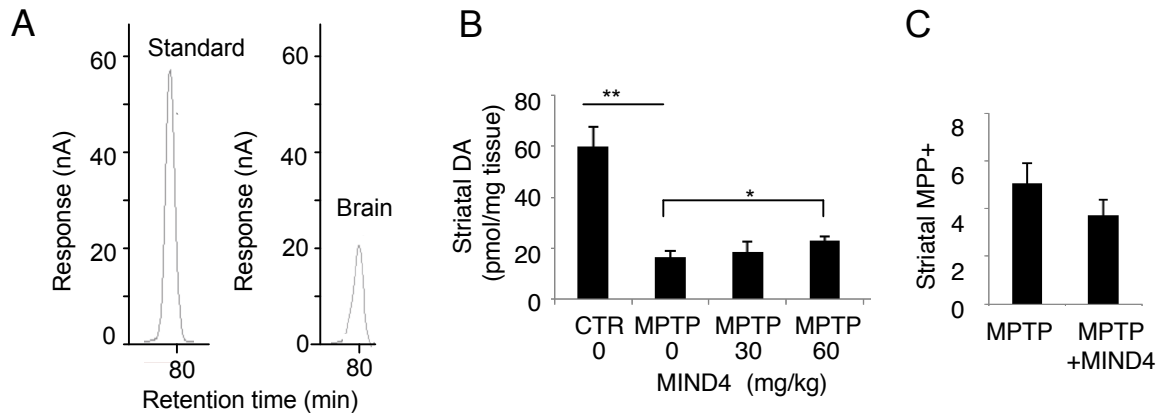 A
Standard
60
40
20
0
80
Response (nA)
Brain
60
40
20
0
80
Response (nA)
Retention time (min)
B
80
60
40
20
0
Striatal DA
(pmol/mg tissue)
**
*
CTR MPTP MPTP MPTP
0 0 30 60
MIND4 (mg/kg)
C
8
6
4
2
0
Striatal MPP+
MPTP MPTP
+MIND4